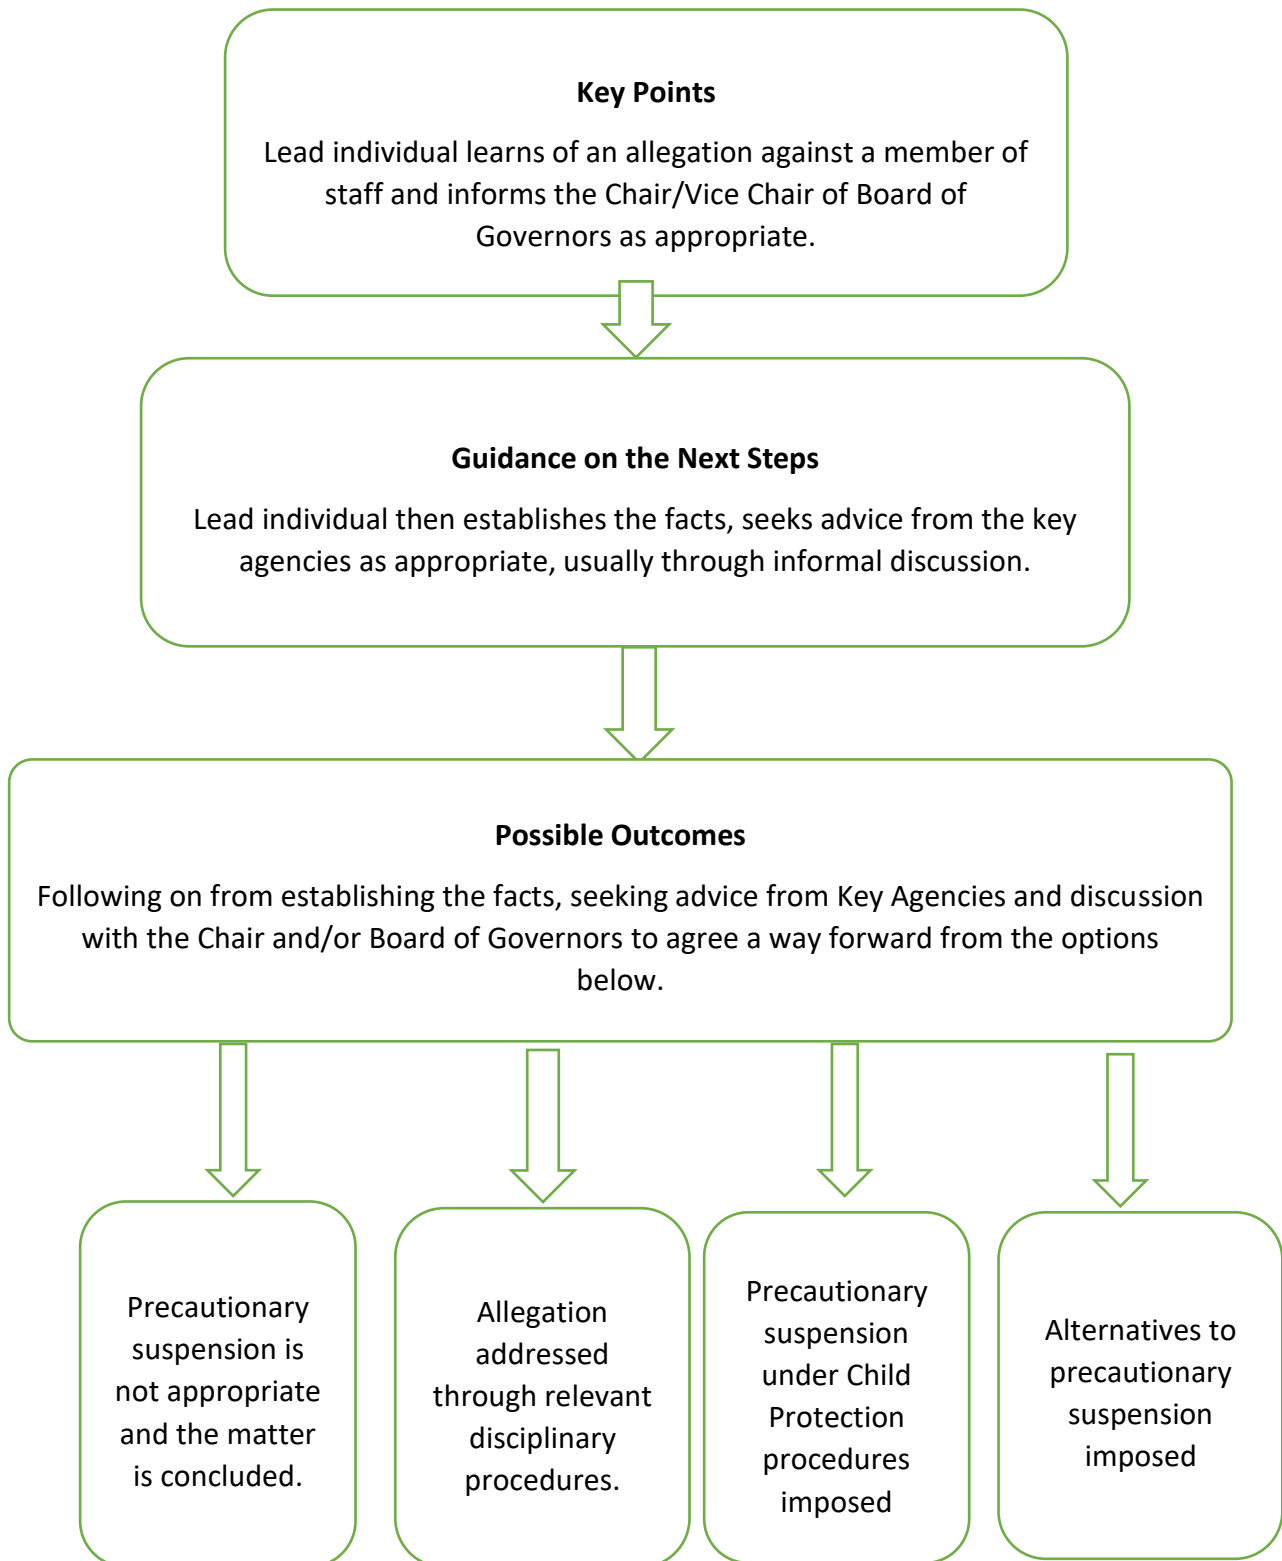 Key Points
Lead individual learns of an allegation against a member of
staff and informs the Chair/Vice Chair of Board of
Governors as appropriate.
Guidance on the Next Steps
Lead individual then establishes the facts, seeks advice from the key
agencies as appropriate, usually through informal discussion.
Possible Outcomes
Following on from establishing the facts, seeking advice from Key Agencies and discussion
with the Chair and/or Board of Governors to agree a way forward from the options
below.
Precautionary
suspension is
not appropriate
and the matter
is concluded.
Allegation
addressed
through relevant
disciplinary
procedures.
Precautionary
suspension
under Child
Protection
procedures
imposed
Alternatives to
precautionary
suspension
imposed